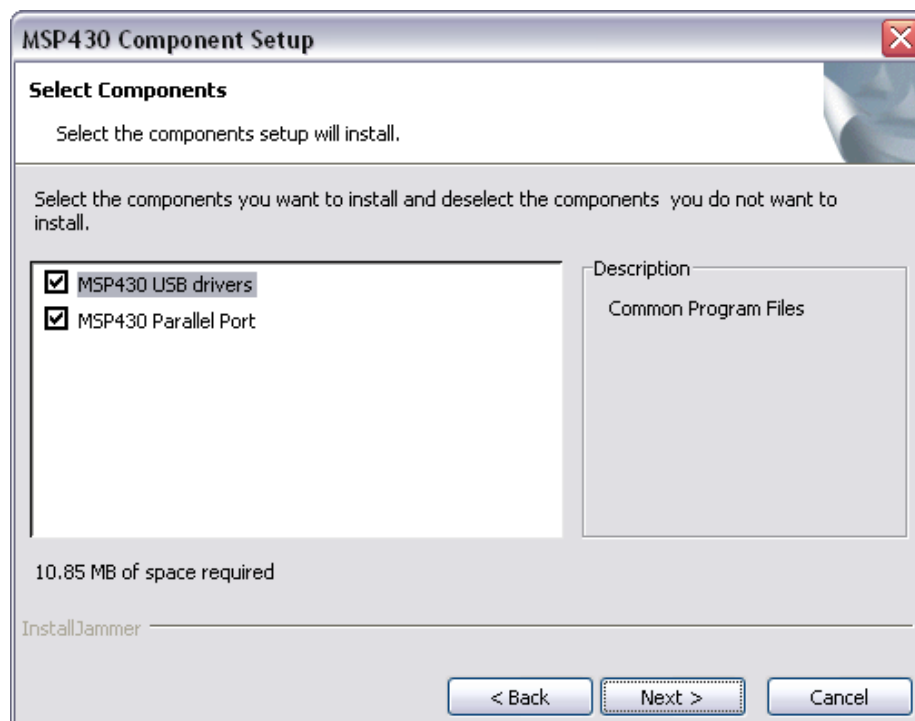 MSP430 Component Setup
Select Components
Select the components setup will install.
Select the components you want to install and deselect the components  you do not want to
install.
MSP430 USB drivers
MSP430 Parallel Port
Description
Common Program Files
10.85 MB of space required
InstallJammer
< Back
Next >
Cancel